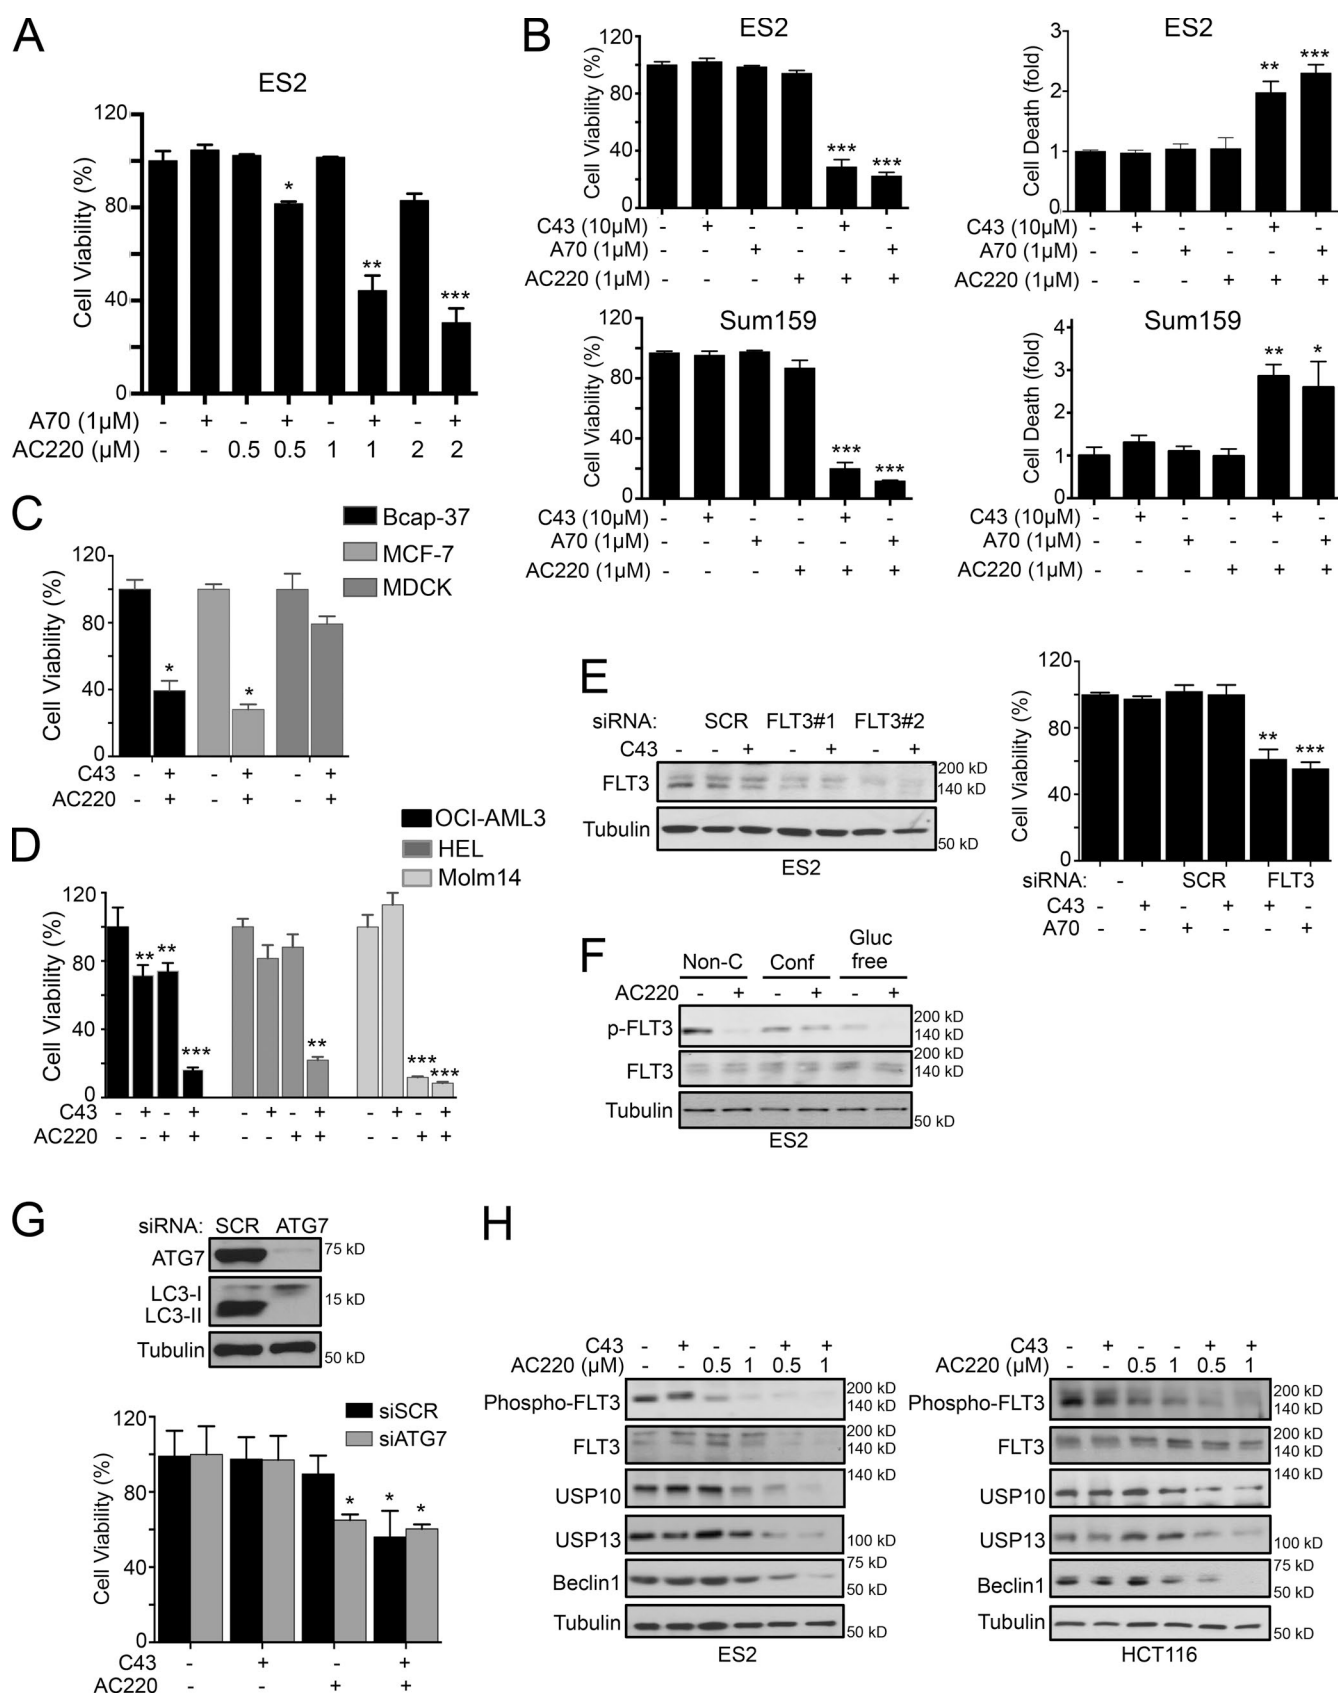 A
ES2
120
80
40
0
Cell Viability (%)
* ** ***
A70 (1µM) - + - + - + - +
AC220 (µM) - - 0.5 0.5 1 1 2 2
B
ES2
120
80
40
0
Cell Viability (%)
*** ***
C43 (10µM) - + - - + -
A70 (1µM) - - + - - +
AC220 (1µM) - - - + + +
ES2
3
2
1
0
Cell Death (fold)
** ***
C43 (10µM) - + - - + -
A70 (1µM) - - + - - +
AC220 (1µM) - - - + + +
Sum159
120
80
40
0
Cell Viability (%)
*** ***
C43 (10µM) - + - - + -
A70 (1µM) - - + - - +
AC220 (1µM) - - - + + +
Sum159
4
3
2
1
0
Cell Death (fold)
** *
C43 (10µM) - + - - + -
A70 (1µM) - - + - - +
AC220 (1µM) - - - + + +
C
Bcap-37
MCF-7
MDCK
120
80
40
0
Cell Viability (%)
* *
C43 - + - + - +
AC220 - + - + - +
D
OCI-AML3
HEL
Molm14
120
80
40
0
Cell Viability (%)
** ** *** ** *** ***
C43 - + - + - + - + - + - +
AC220 - - + + - - + + - - + +
E
siRNA: SCR FLT3#1 FLT3#2
C43 - - + - + - +
FLT3
200 kD
140 kD
Tubulin
50 kD
ES2
120
80
40
0
Cell Viability (%)
** ***
siRNA: - SCR FLT3
C43 - + - + + -
A70 - - + - - +
F
Non-C Conf Gluc free
AC220 - + - + - +
p-FLT3
200 kD
140 kD
FLT3
200 kD
140 kD
Tubulin
50 kD
ES2
G
siRNA: SCR ATG7
ATG7
75 kD
LC3-I
LC3-II
15 kD
Tubulin
50 kD
siSCR
siATG7
120
80
40
0
Cell Viability (%)
* * *
C43 - + - +
AC220 - - + +
H
C43 - + - - + +
AC220 (µM) - - 0.5 1 0.5 1
Phospho-FLT3
200 kD
140 kD
FLT3
200 kD
140 kD
USP10
140 kD
USP13
100 kD
Beclin1
75 kD
50 kD
Tubulin
50 kD
ES2
C43 - + - - + +
AC220 (µM) - - 0.5 1 0.5 1
Phospho-FLT3
200 kD
140 kD
FLT3
200 kD
140 kD
USP10
140 kD
USP13
100 kD
Beclin1
75 kD
50 kD
Tubulin
50 kD
HCT116